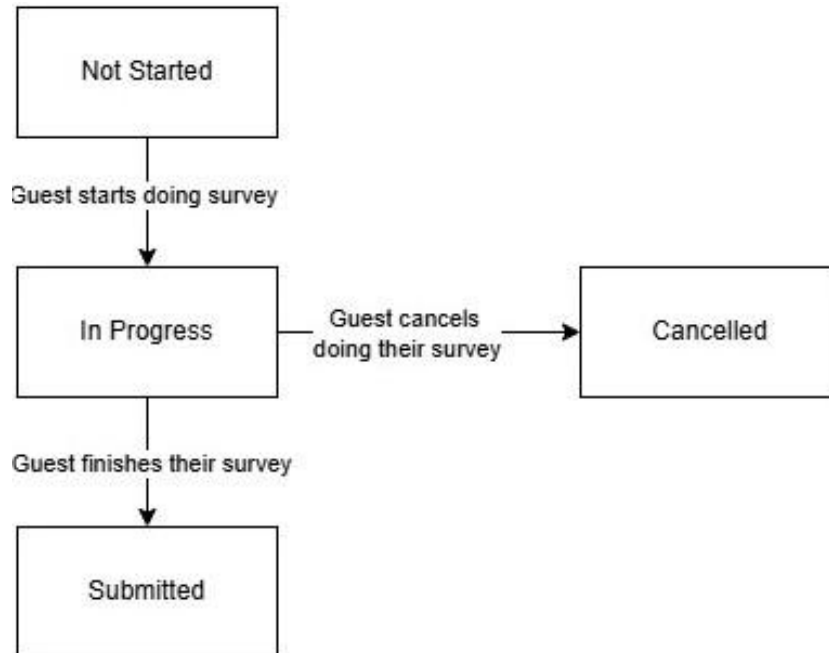 Not Started
Guest starts doing survey
In Progress
Guest cancels
doing their survey
Cancelled
Guest finishes their survey
Submitted